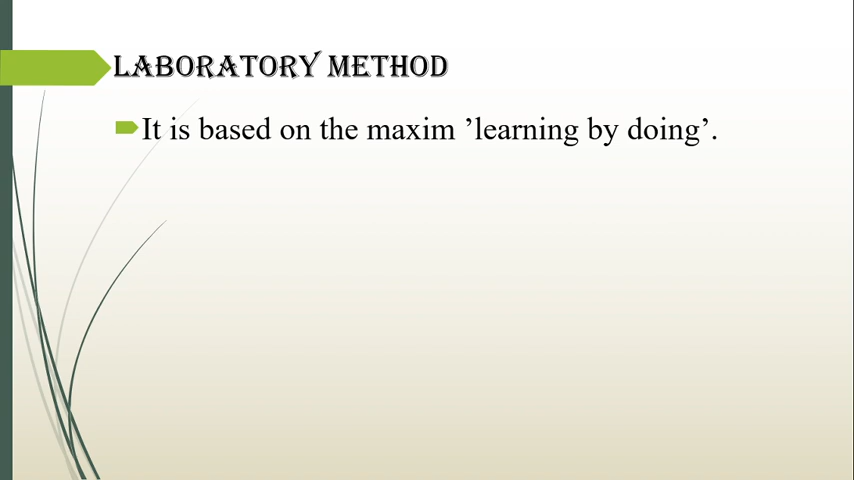 LABORATORY METHOD
It is based on the maxim ’learning by doing’.